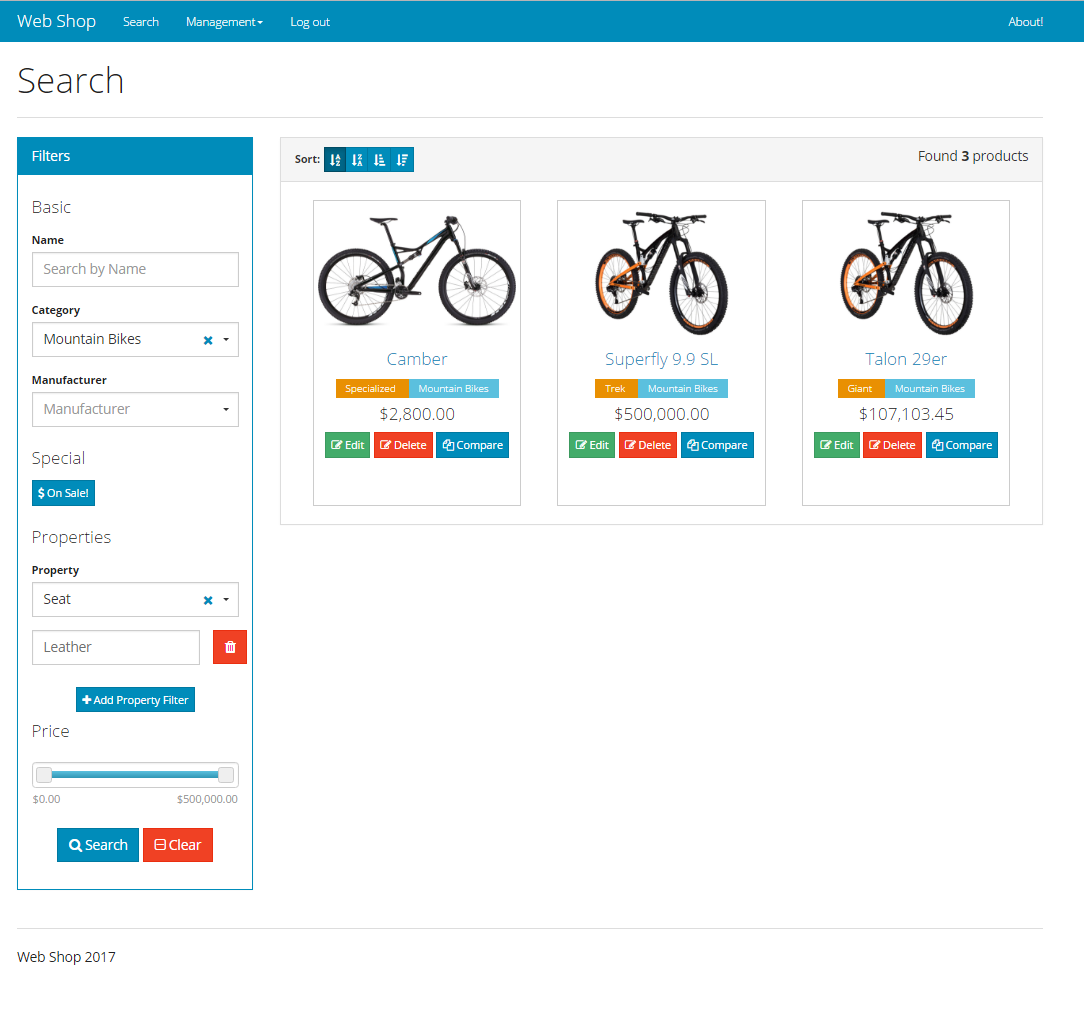 Web Shop Search Management Log out About!
Search
Filters
Basic
Name
Search by Name
Category
Mountain Bikes
Manufacturer
Manufacturer
Special
$ On Sale!
Properties
Property
Seat
Leather
Add Property Filter
Price
$0.00 $500,000.00
Search Clear
Sort: Found 3 products
Camber
Specialized Mountain Bikes
$2,800.00
Edit Delete Compare
Superfly 9.9 SL
Trek Mountain Bikes
$500,000.00
Edit Delete Compare
Talon 29er
Giant Mountain Bikes
$107,103.45
Edit Delete Compare
Web Shop 2017